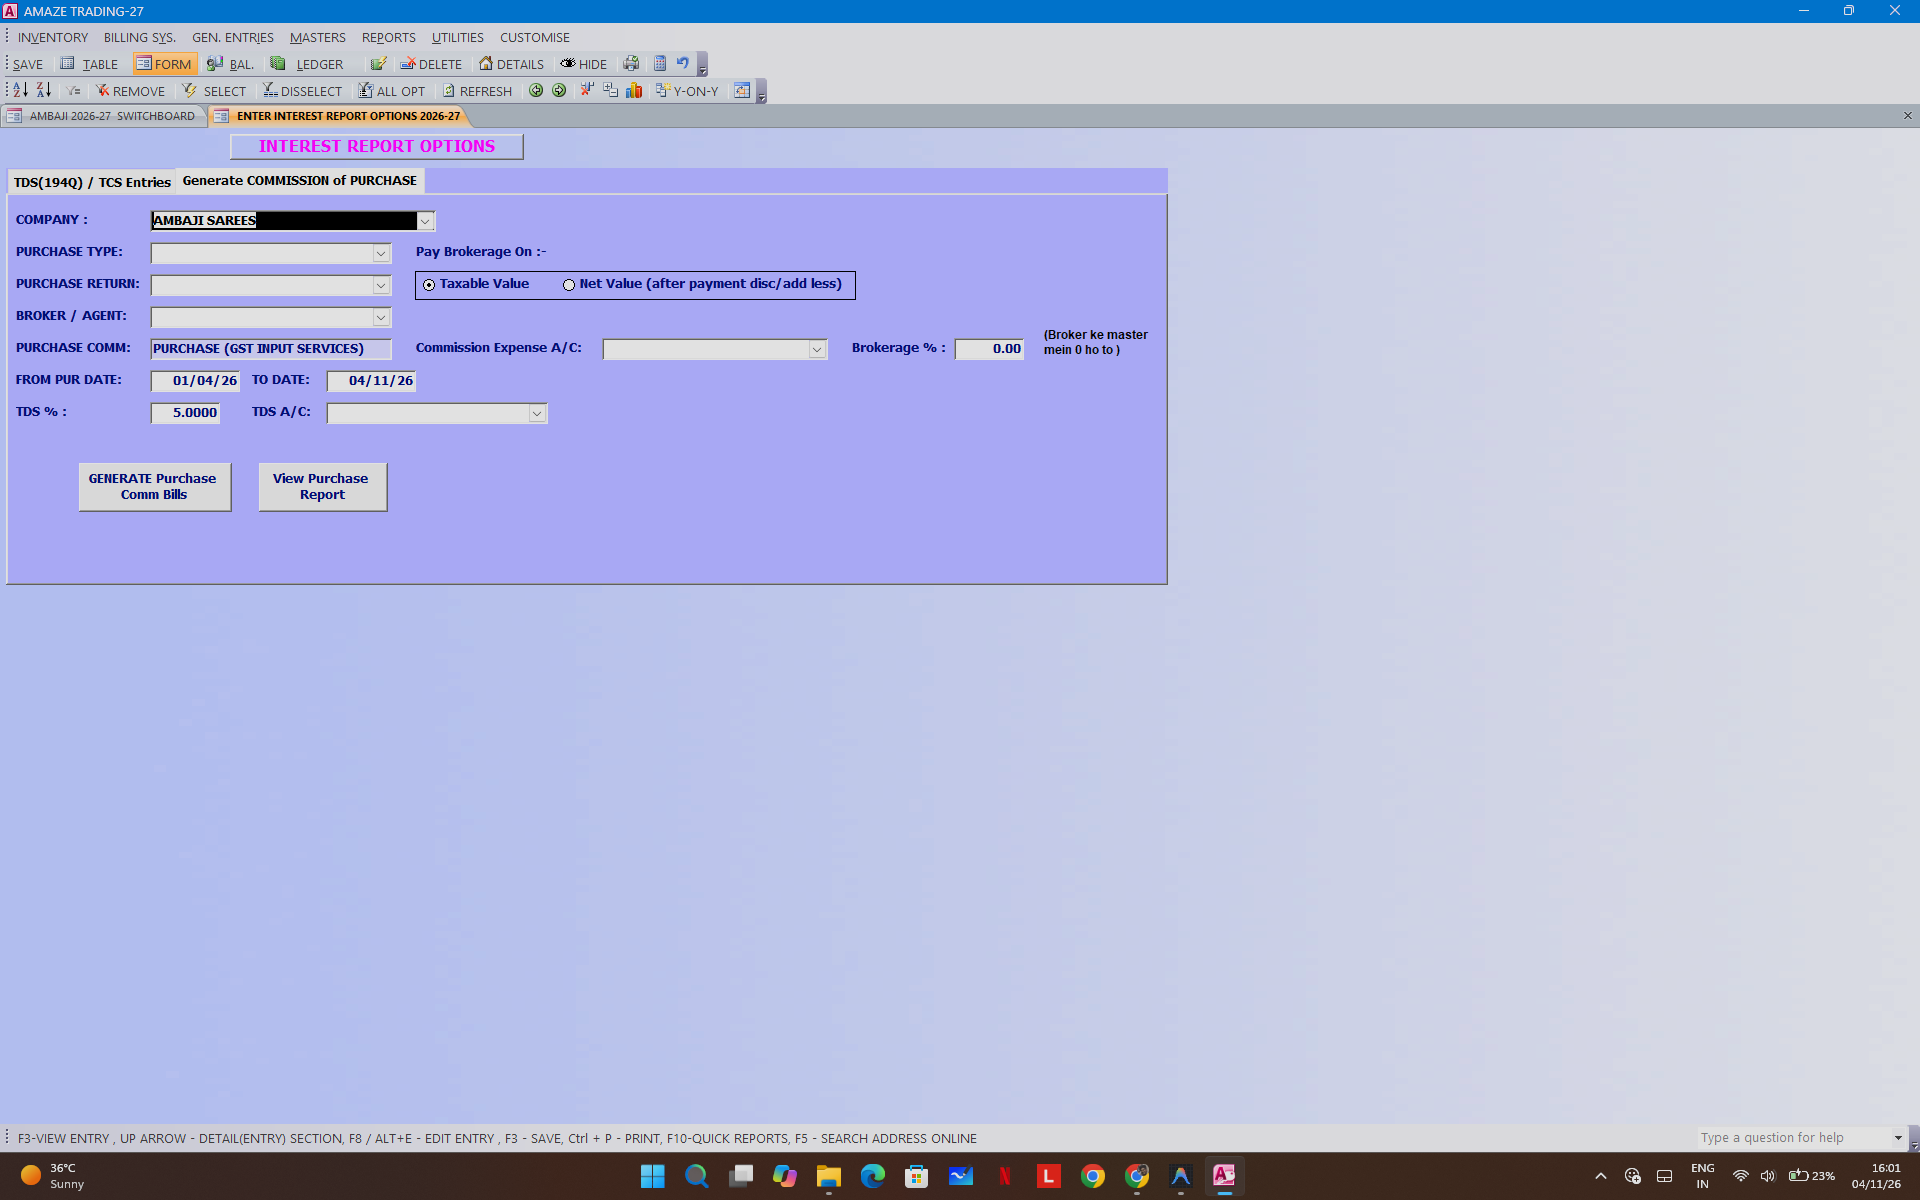 AMAZE TRADING-27
INVENTORY BILLING SYS. GEN. ENTRIES MASTERS REPORTS UTILITIES CUSTOMISE
SAVE TABLE FORM BAL. LEDGER DELETE DETAILS HIDE
REMOVE SELECT DISSELECT ALL OPT REFRESH Y-ON-Y
AMBAJI 2026-27 SWITCHBOARD ENTER INTEREST REPORT OPTIONS 2026-27
INTEREST REPORT OPTIONS
TDS(194Q) / TCS Entries Generate COMMISSION of PURCHASE
COMPANY : AMBAJI SAREES
PURCHASE TYPE: Pay Brokerage On :-
PURCHASE RETURN: Taxable Value Net Value (after payment disc/add less)
BROKER / AGENT:
PURCHASE COMM: PURCHASE (GST INPUT SERVICES) Commission Expense A/C: Brokerage % : 0.00 (Broker ke master
mein 0 ho to )
FROM PUR DATE: 01/04/26 TO DATE: 04/11/26
TDS % : 5.0000 TDS A/C:
GENERATE Purchase
Comm Bills
View Purchase
Report
F3-VIEW ENTRY , UP ARROW - DETAIL(ENTRY) SECTION, F8 / ALT+E - EDIT ENTRY , F3 - SAVE, Ctrl + P - PRINT, F10-QUICK REPORTS, F5 - SEARCH ADDRESS ONLINE
Type a question for help
36°C
Sunny
ENG
IN
23%
16:01
04/11/26